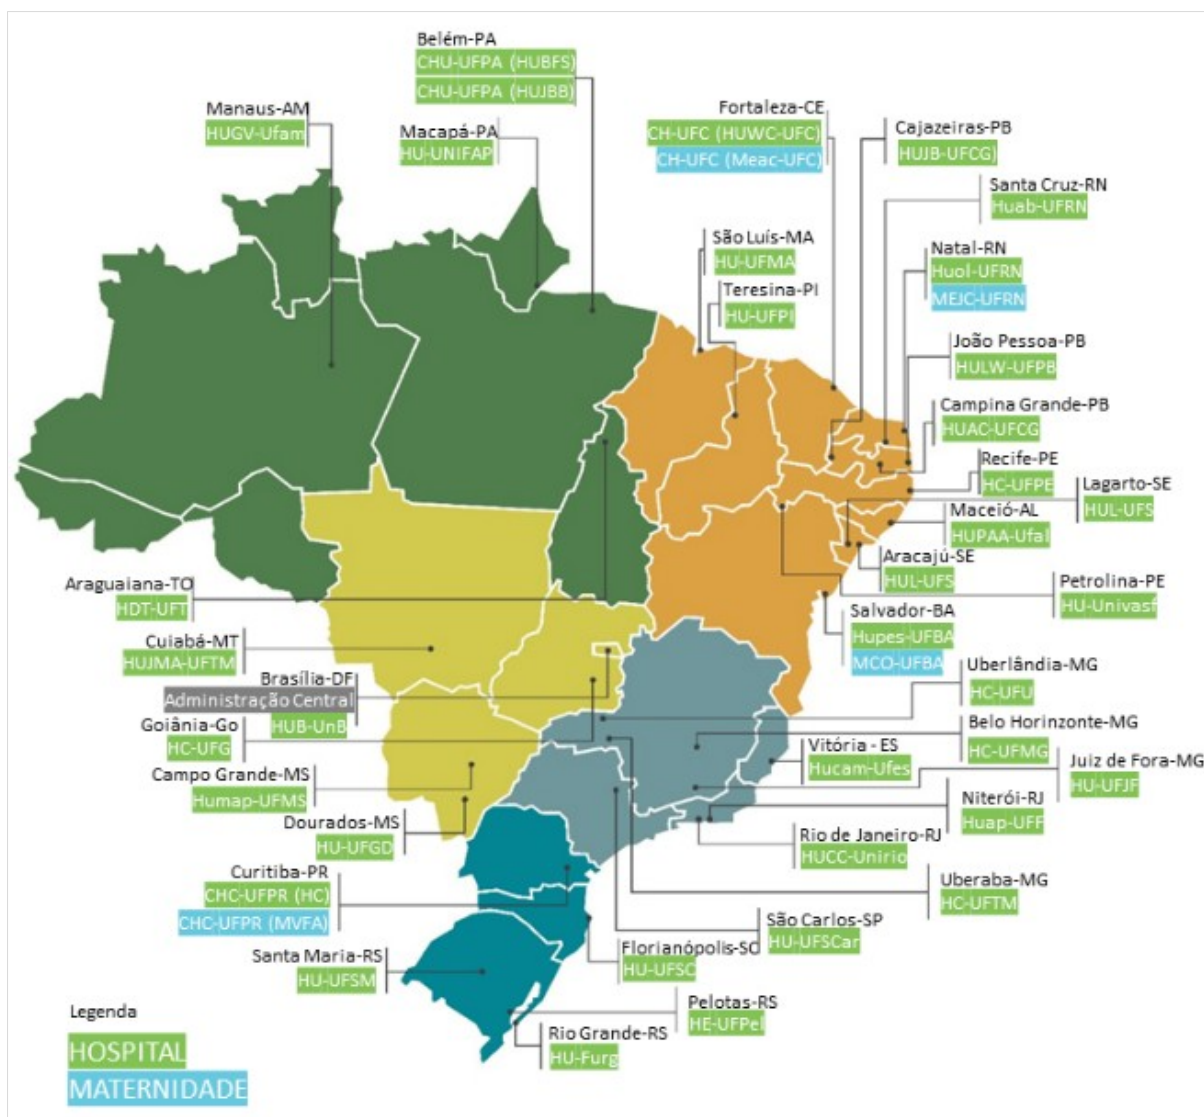 Belém-PA
CHU-UFPA (HUBFS)
CHU-UFPA (HUJBB)
Manaus-AM
HUGV-Ufam
Macapá-PA
HU-UNIFAP
Fortaleza-CE
CH-UFC (HUWC-UFC)
CH-UFC (Meac-UFC)
Cajazeiras-PB
HUJB-UFCG)
Santa Cruz-RN
Huab-UFRN
São Luís-MA
HU-UFMA
Natal-RN
Huol-UFRN
MEJC-UFRN
Teresina-PI
HU-UFPI
João Pessoa-PB
HULW-UFPB
Campina Grande-PB
HUAC-UFCG
Recife-PE
HC-UFPE
Lagarto-SE
HUL-UFS
Maceió-AL
HUPAA-Ufal
Aracajú-SE
HUL-UFS
Petrolina-PE
HU-Univasf
Araguaiana-TO
HDT-UFT
Salvador-BA
Hupes-UFBA
MCO-UFBA
Cuiabá-MT
HUJMA-UFTM
Uberlândia-MG
HC-UFU
Brasília-DF
Administração Central
HUB-UnB
Goiânia-Go
HC-UFG
Belo Horinzonte-MG
HC-UFMG
Vitória - ES
Hucam-Ufes
Juiz de Fora-MG
HU-UFJF
Campo Grande-MS
Humap-UFMS
Niterói-RJ
Huap-UFF
Dourados-MS
HU-UFGD
Rio de Janeiro-RJ
HUCC-Unirio
Curitiba-PR
CHC-UFPR (HC)
CHC-UFPR (MVFA)
Uberaba-MG
HC-UFTM
São Carlos-SP
HU-UFSCar
Florianópolis-SC
HU-UFSC
Santa Maria-RS
HU-UFSM
Pelotas-RS
HE-UFPel
Rio Grande-RS
HU-Furg
Legenda
HOSPITAL
MATERNIDADE